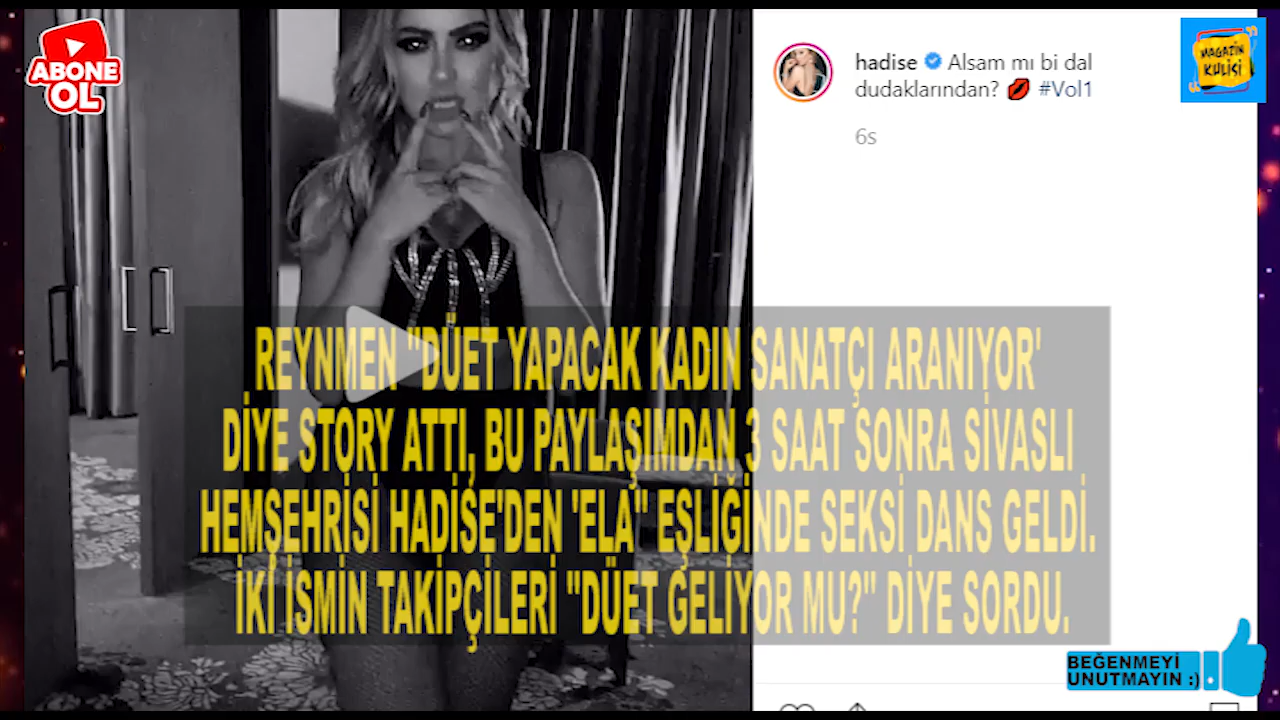 ABONE
OL
hadise Alsam mı bi dal
dudaklarından? 💋 #Vol1
6s
MAGAZİN
KULİSİ
REYNMEN "DÜET YAPACAK KADIN SANATÇI ARANIYOR'
DİYE STORY ATTI, BU PAYLAŞIMDAN 3 SAAT SONRA SİVASLI
HEMŞEHRİSİ HADİSE'DEN 'ELA" EŞLİĞİNDE SEKSİ DANS GELDİ.
İKİ İSMİN TAKİPÇİLERİ "DÜET GELİYOR MU?" DİYE SORDU.
BEĞENMEYİ
UNUTMAYIN :)